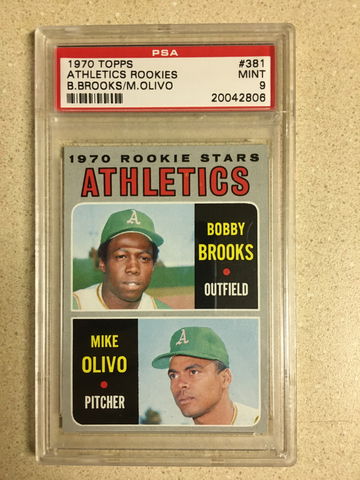 PSA
1970 TOPPS #381
ATHLETICS ROOKIES MINT
B.BROOKS/M.OLIVO 9
20042806
1970 ROOKIE STARS
ATHLETICS
A
BOBBY
BROOKS
OUTFIELD
MIKE
OLIVO
PITCHER
A